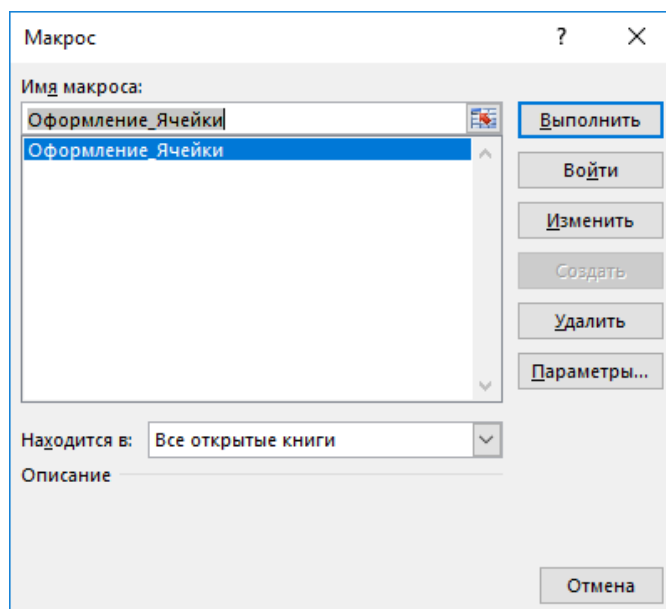 Макрос ?
Имя макроса:
Оформление_Ячейки
Оформление_Ячейки
Выполнить
Войти
Изменить
Создать
Удалить
Параметры...
Находится в: Все открытые книги
Описание
Отмена